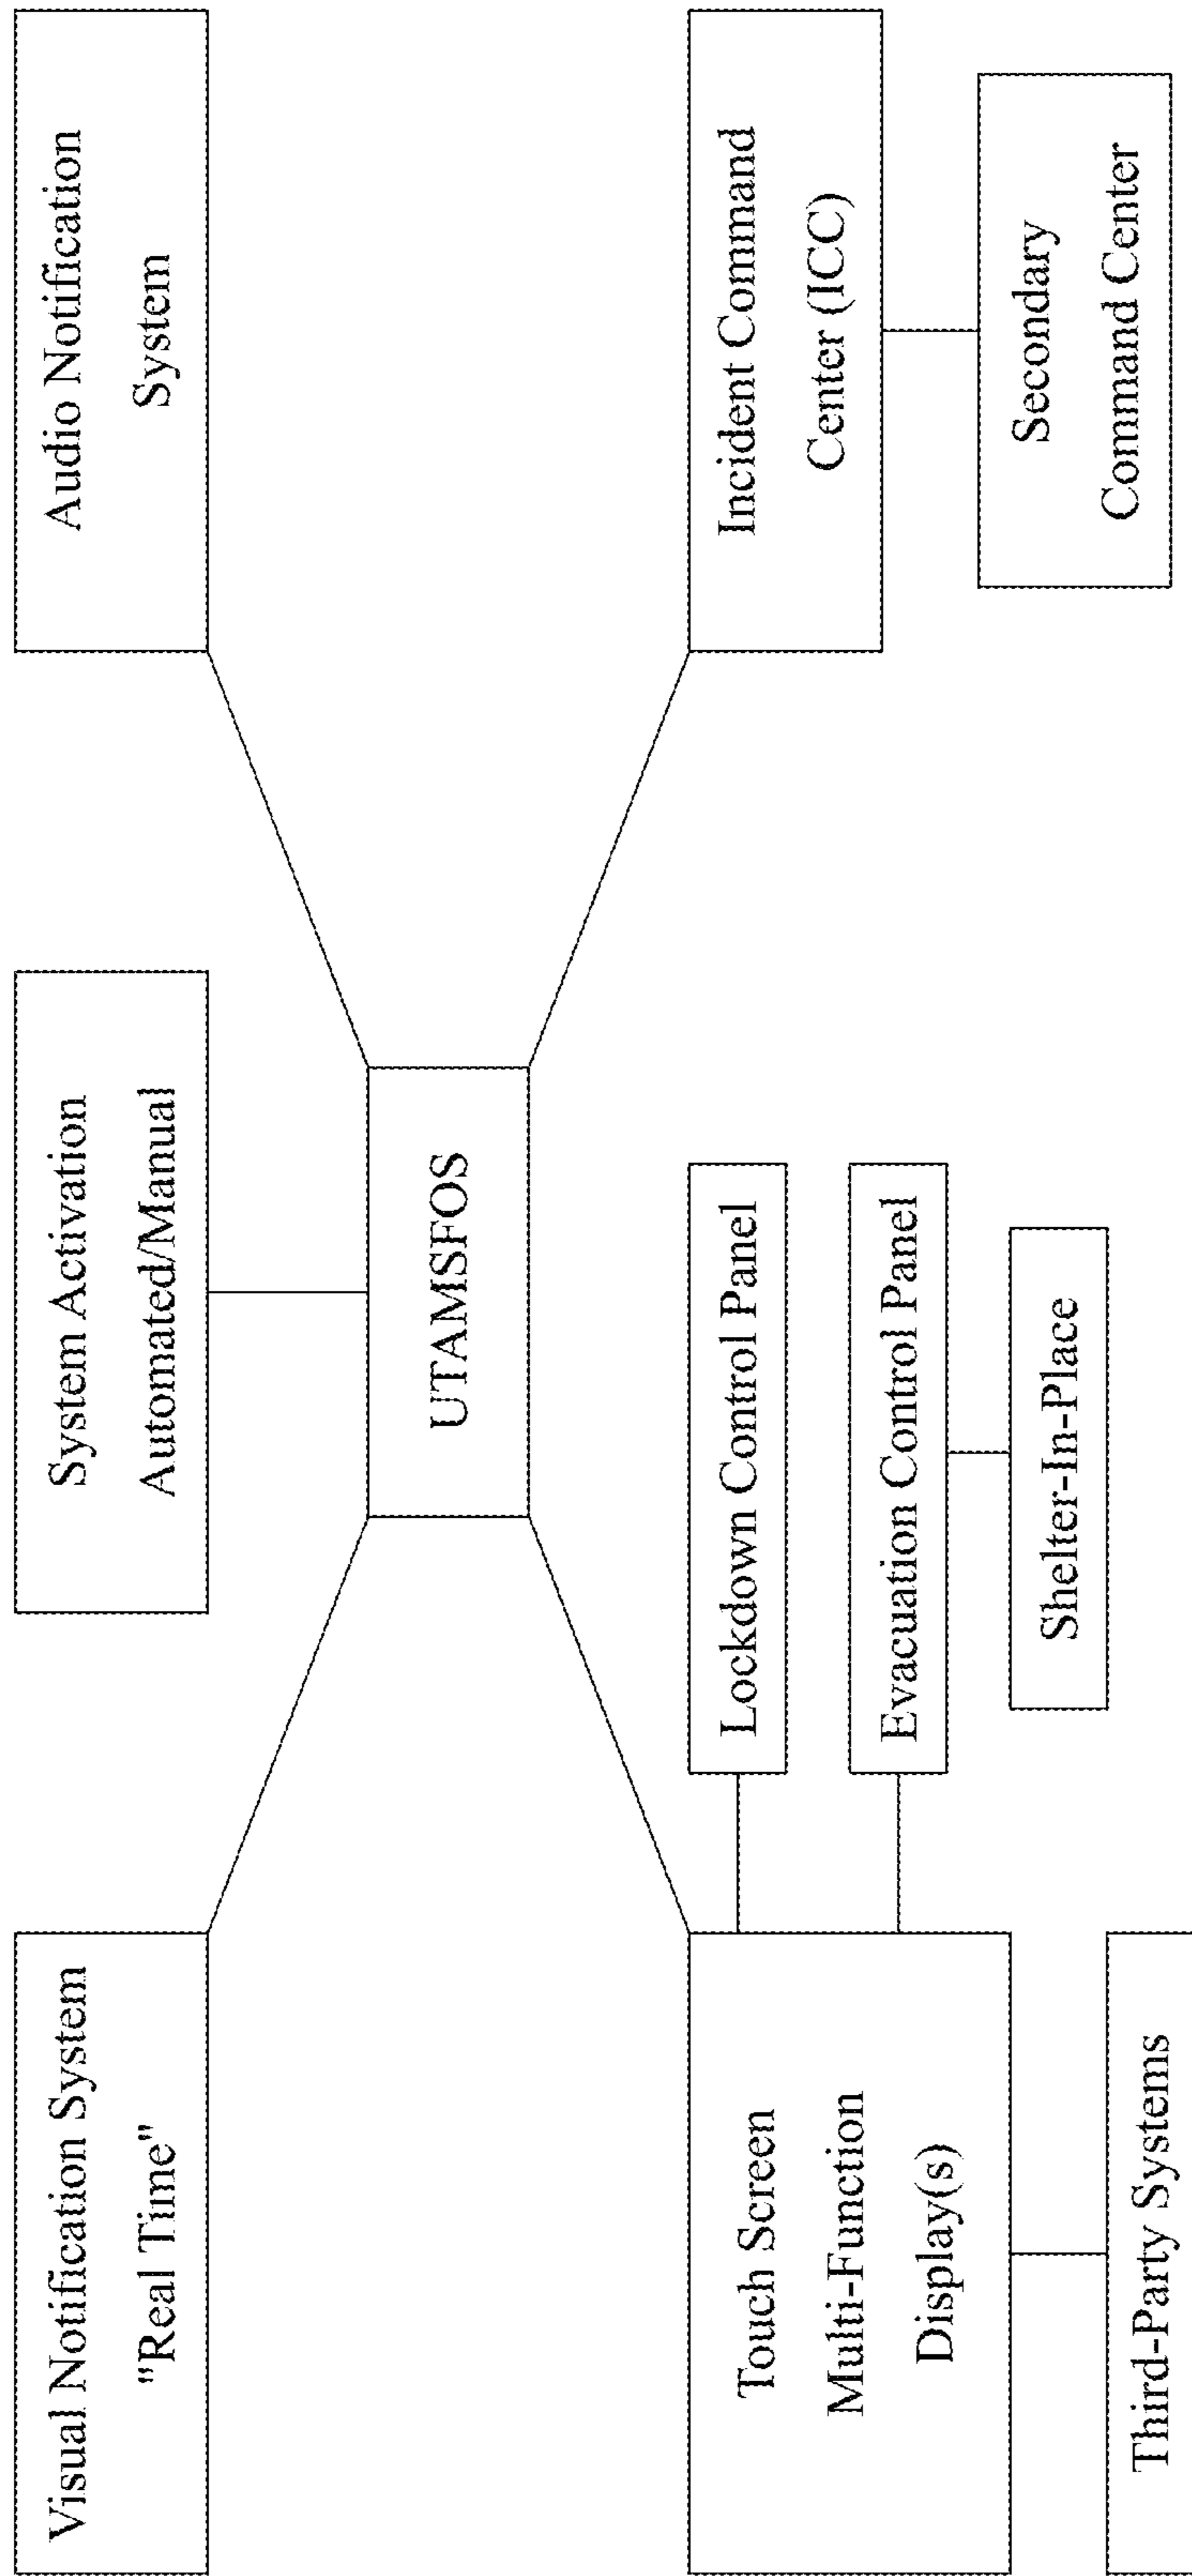 Visual Notification System
"Real Time"
System Activation
Automated/Manual
Audio Notification
System
UTAMSFOS
Touch Screen
Multi-Function
Display(s)
Lockdown Control Panel
Evacuation Control Panel
Shelter-In-Place
Third-Party Systems
Incident Command
Center (ICC)
Secondary
Command Center